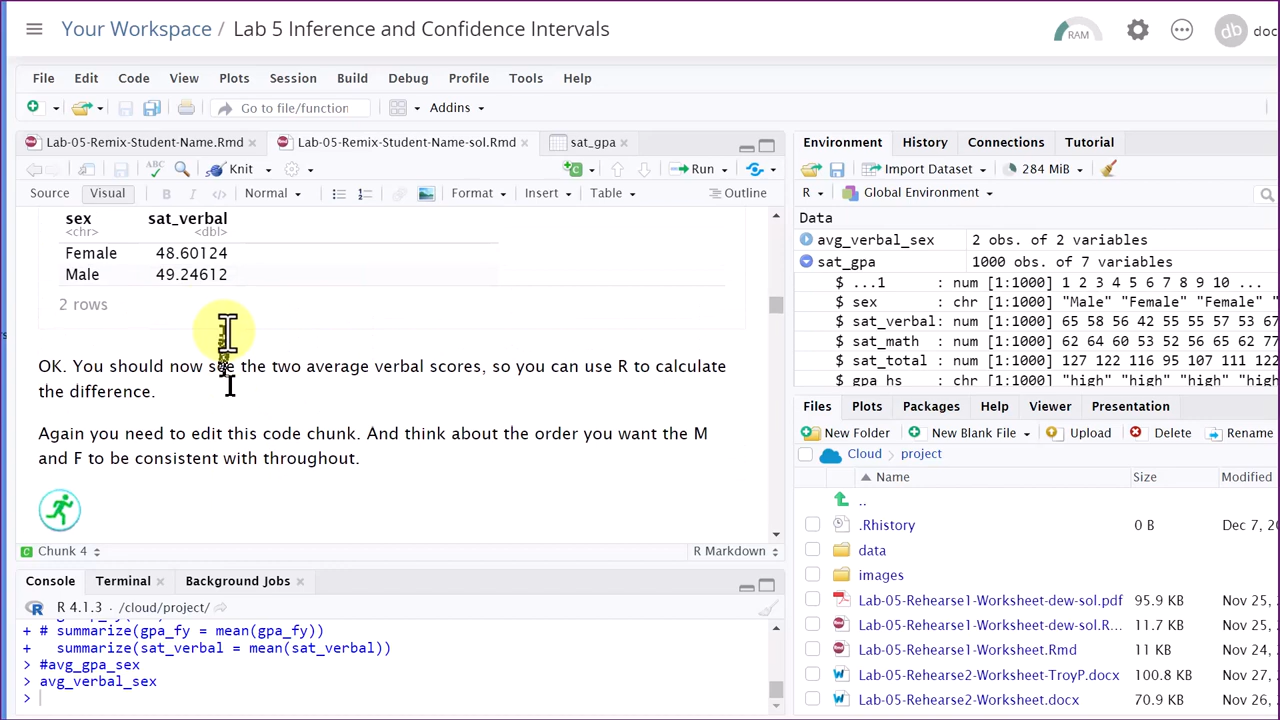 Your Workspace / Lab 5 Inference and Confidence Intervals
RAM
db
doc
File Edit Code View Plots Session Build Debug Profile Tools Help
Go to file/function
Addins
Lab-05-Remix-Student-Name.Rmd
Lab-05-Remix-Student-Name-sol.Rmd
sat_gpa
ABC
Knit
Run
Source Visual
B I </>
Normal
Format
Insert
Table
Outline
sex sat_verbal
<chr> <dbl>
Female 48.60124
Male 49.24612
2 rows
OK. You should now see the two average verbal scores, so you can use R to calculate
the difference.
Again you need to edit this code chunk. And think about the order you want the M
and F to be consistent with throughout.
Chunk 4
R Markdown
Console Terminal Background Jobs
R 4.1.3 · /cloud/project/
+ # summarize(gpa_fy = mean(gpa_fy))
+ summarize(sat_verbal = mean(sat_verbal))
> #avg_gpa_sex
> avg_verbal_sex
>
Environment History Connections Tutorial
Import Dataset
284 MiB
R
Global Environment
Data
avg_verbal_sex 2 obs. of 2 variables
sat_gpa 1000 obs. of 7 variables
$ ...1 : num [1:1000] 1 2 3 4 5 6 7 8 9 10 ...
$ sex : chr [1:1000] "Male" "Female" "Female"
$ sat_verbal: num [1:1000] 65 58 56 42 55 55 57 53 67
$ sat_math : num [1:1000] 62 64 60 53 52 56 65 62 77
$ sat_total : num [1:1000] 127 122 116 95 107 111 122
$ gpa_hs : chr [1:1000] "high" "high" "high" "high"
Files Plots Packages Help Viewer Presentation
New Folder
New Blank File
Upload
Delete
Rename
Cloud > project
Name Size Modified
..
.Rhistory 0 B Dec 7, 2
data
images
Lab-05-Rehearse1-Worksheet-dew-sol.pdf 95.9 KB Nov 25,
Lab-05-Rehearse1-Worksheet-dew-sol.R... 11.7 KB Nov 25,
Lab-05-Rehearse1-Worksheet.Rmd 11 KB Nov 24,
Lab-05-Rehearse2-Worksheet-TroyP.docx 100.8 KB Nov 27,
Lab-05-Rehearse2-Worksheet.docx 70.9 KB Nov 26,